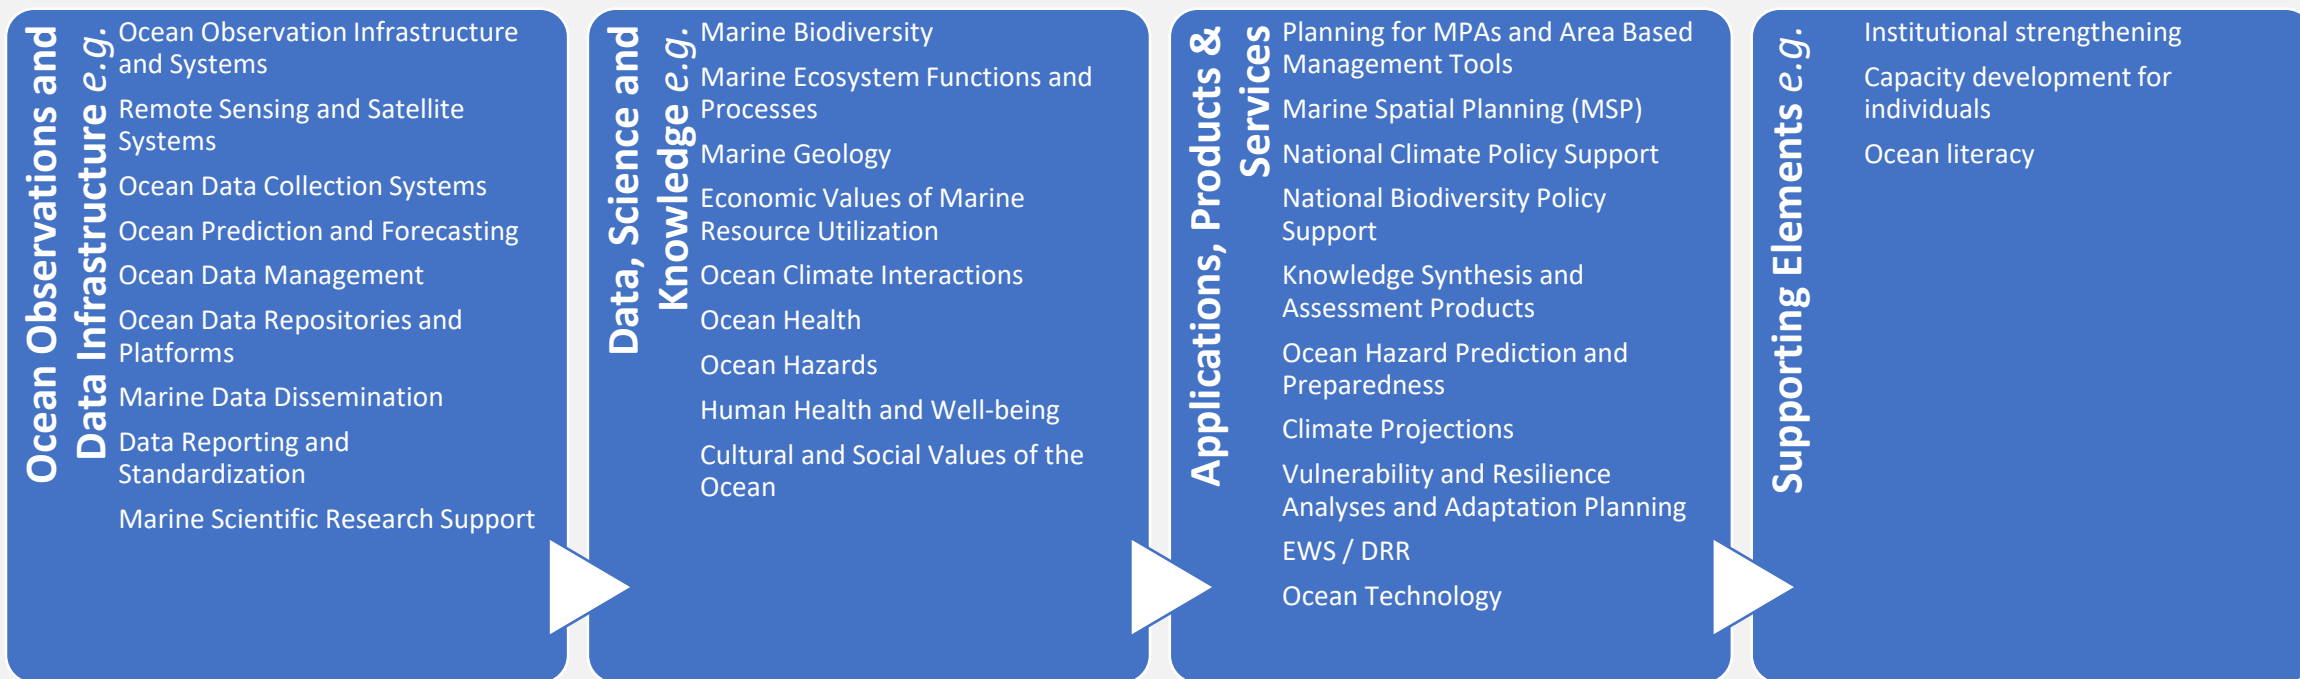 Ocean Observations and
Data Infrastructure e.g.
Ocean Observation Infrastructure
and Systems
Remote Sensing and Satellite
Systems
Ocean Data Collection Systems
Ocean Prediction and Forecasting
Ocean Data Management
Ocean Data Repositories and
Platforms
Marine Data Dissemination
Data Reporting and
Standardization
Marine Scientific Research Support
Data, Science and
Knowledge e.g.
Marine Biodiversity
Marine Ecosystem Functions and
Processes
Marine Geology
Economic Values of Marine
Resource Utilization
Ocean Climate Interactions
Ocean Health
Ocean Hazards
Human Health and Well-being
Cultural and Social Values of the
Ocean
Applications, Products &
Services
Planning for MPAs and Area Based
Management Tools
Marine Spatial Planning (MSP)
National Climate Policy Support
National Biodiversity Policy
Support
Knowledge Synthesis and
Assessment Products
Ocean Hazard Prediction and
Preparedness
Climate Projections
Vulnerability and Resilience
Analyses and Adaptation Planning
EWS / DRR
Ocean Technology
Supporting Elements e.g.
Institutional strengthening
Capacity development for
individuals
Ocean literacy